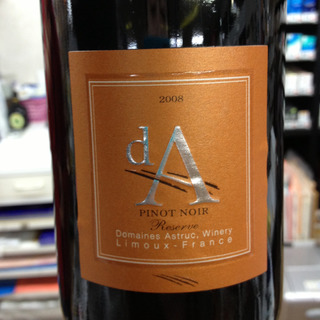 2008
dA
PINOT NOIR
Reserve
Domaines Astruc, Winery
Limoux - France